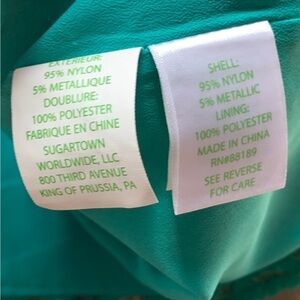 EXTERIEUR:
95% NYLON
5% METALLIQUE
DOUBLURE:
100% POLYESTER
FABRIQUE EN CHINE
SUGARTOWN
WORLDWIDE, LLC
800 THIRD AVENUE
KING OF PRUSSIA, PA
SHELL:
95% NYLON
5% METALLIC
LINING:
100% POLYESTER
MADE IN CHINA
RN#88189
SEE REVERSE
FOR CARE